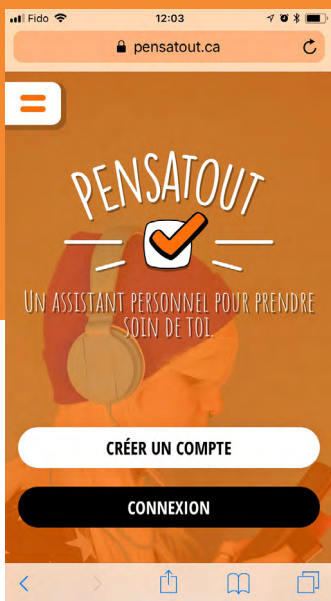 Fido 12:03
pensatout.ca
PENSATOUT
UN ASSISTANT PERSONNEL POUR PRENDRE
SOIN DE TOI.
CRÉER UN COMPTE
CONNEXION